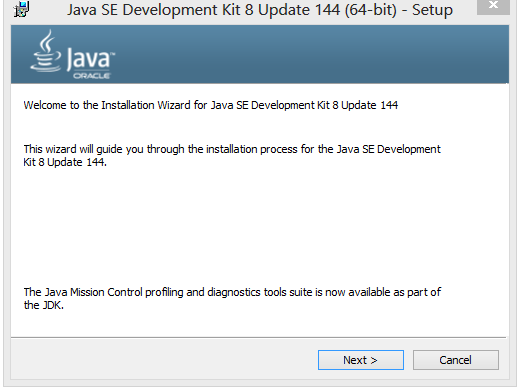 Java SE Development Kit 8 Update 144 (64-bit) - Setup
Java™
ORACLE
Welcome to the Installation Wizard for Java SE Development Kit 8 Update 144
This wizard will guide you through the installation process for the Java SE Development
Kit 8 Update 144.
The Java Mission Control profiling and diagnostics tools suite is now available as part of
the JDK.
Next >
Cancel